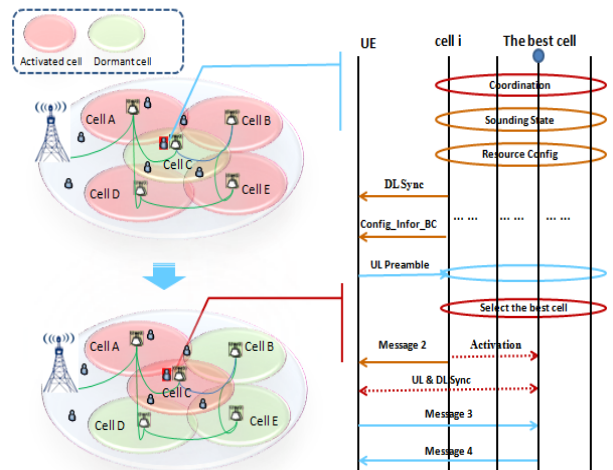 Activated cell
Dormant cell
Cell A
Cell B
Cell C
Cell D
Cell E
Cell A
Cell B
Cell C
Cell D
Cell E
UE
cell i
The best cell
Coordination
Sounding State
Resource Config
DL Sync
... ...
... ...
... ...
Config_Infor_BC
UL Preamble
Select the best cell
Message 2
Activation
UL & DL Sync
Message 3
Message 4